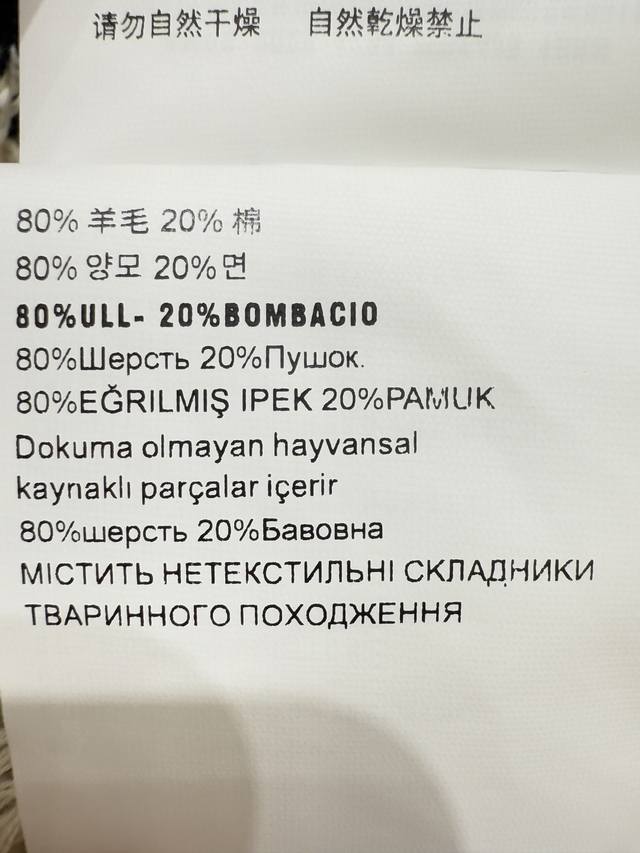 请勿自然干燥 自然乾燥禁止
80% 羊毛 20% 棉
80% 양모 20% 면
80%ULL- 20%BOMBACIO
80%Шерсть 20%Пушок.
80%EĞRILMIŞ IPEK 20%PAMUK
Dokuma olmayan hayvansal
kaynaklı parçalar içerir
80%шерсть 20%Бавовна
МІСТИТЬ НЕТЕКСТИЛЬНІ СКЛАДНИКИ
ТВАРИННОГО ПОХОДЖЕННЯ